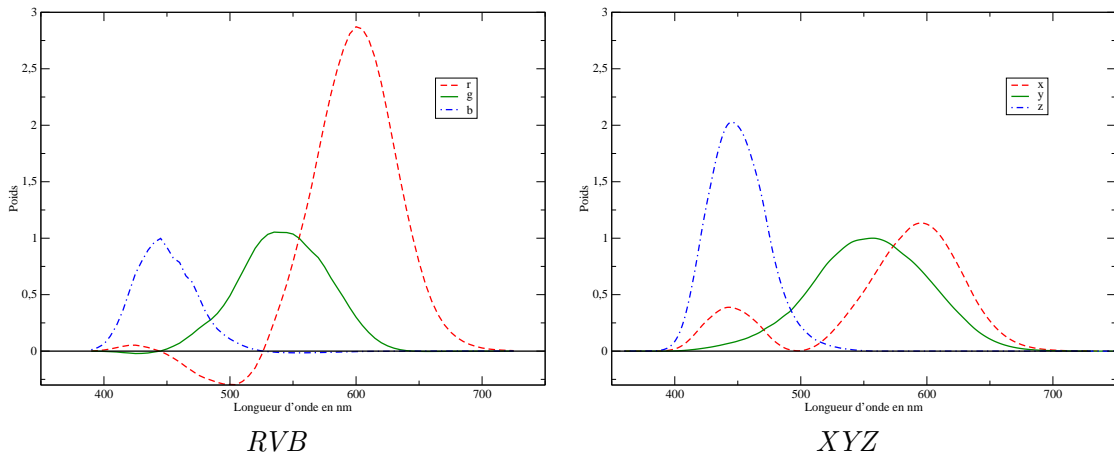 3
2,5
2
1,5
1
0,5
0
Poids
r
g
b
400 500 600 700
Longueur d'onde en nm
RVB
3
2,5
2
1,5
1
0,5
0
Poids
x
y
z
400 500 600 700
Longueur d'onde en nm
XYZ